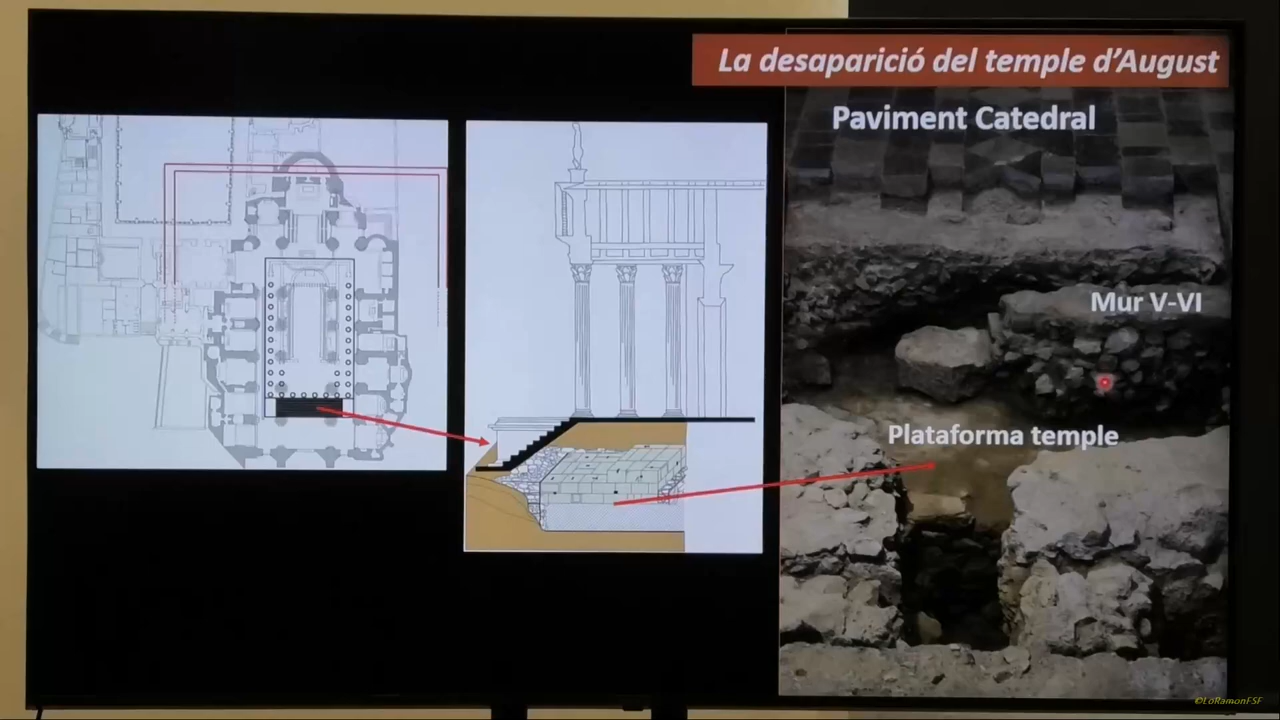 La desaparició del temple d'August
Paviment Catedral
Mur V-VI
Plataforma temple
©LoRamonFSF